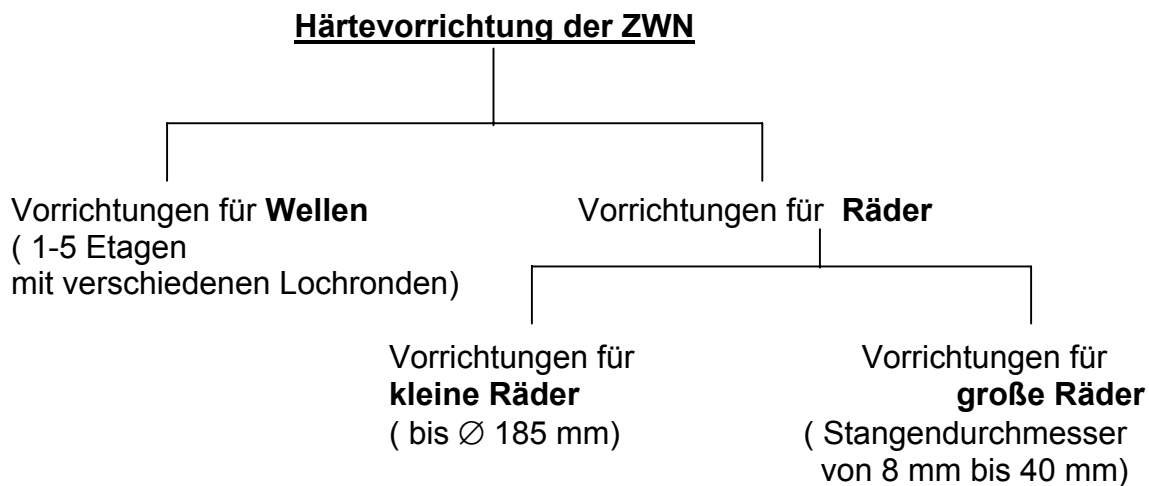 Härtevorrichtung der ZWN
Vorrichtungen für Wellen
( 1-5 Etagen
mit verschiedenen Lochronden)
Vorrichtungen für Räder
Vorrichtungen für
kleine Räder
( bis ∅ 185 mm)
Vorrichtungen für
große Räder
( Stangendurchmesser
von 8 mm bis 40 mm)